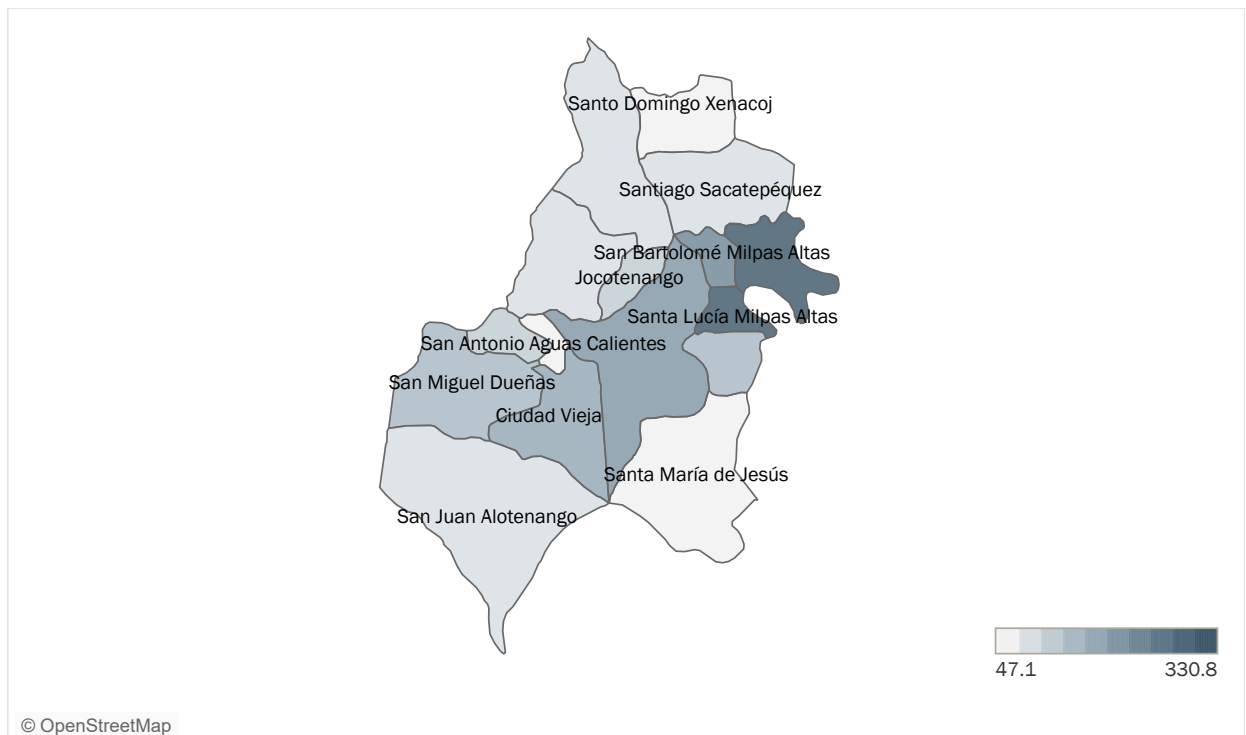 Santo Domingo Xenacoj
Santiago Sacatepéquez
San Bartolomé Milpas Altas
Jocotenango
Santa Lucía Milpas Altas
San Antonio Aguas Calientes
San Miguel Dueñas
Ciudad Vieja
Santa María de Jesús
San Juan Alotenango
47.1 330.8
© OpenStreetMap